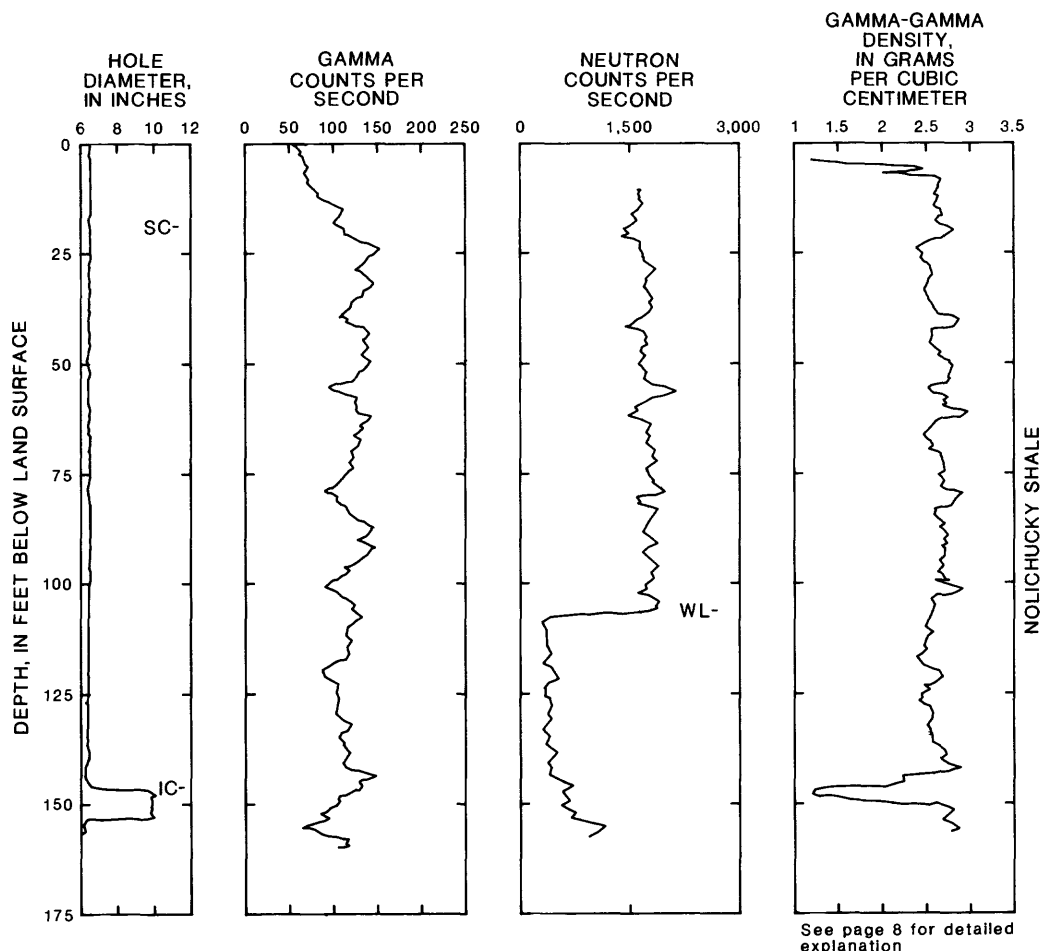 HOLE
DIAMETER,
IN INCHES
6 8 10 12
GAMMA
COUNTS PER
SECOND
0 50 100 150 200 250
NEUTRON
COUNTS PER
SECOND
0 1,500 3,000
GAMMA-GAMMA
DENSITY,
IN GRAMS
PER CUBIC
CENTIMETER
1 1.5 2 2.5 3 3.5
DEPTH, IN FEET BELOW LAND SURFACE
0
25
50
75
100
125
150
175
SC-
IC-
WL-
NOLICHUCKY SHALE
See page 8 for detailed
explanation